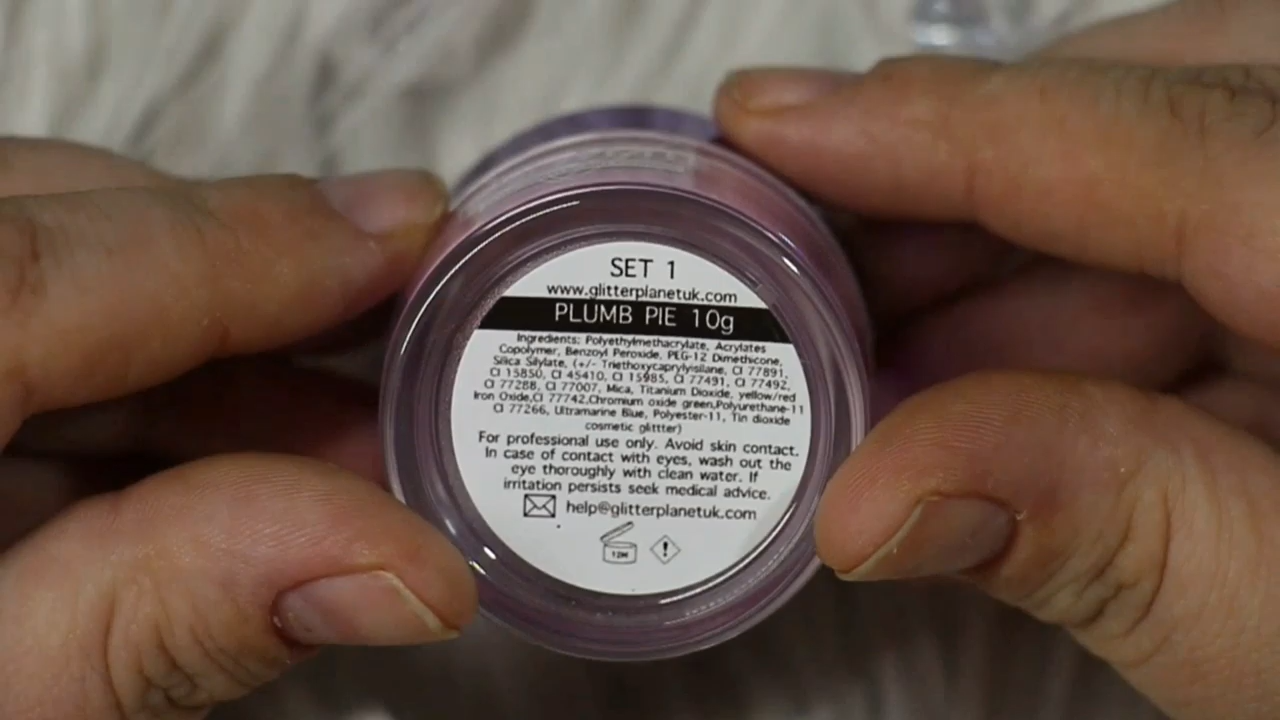 SET 1
www.glitterplanetuk.com
PLUMB PIE 10g
Ingredients: Polyethylmethacrylate, Acrylates
Copolymer, Benzoyl Peroxide, PEG-12 Dimethicone,
Silica Silylate, (+/- Triethoxycaprylyisilane, CI 77891,
CI 15850, CI 45410, CI 15985, CI 77491, CI 77492,
CI 77288, CI 77007, Mica, Titanium Dioxide, yellow/red
Iron Oxide,CI 77742,Chromium oxide green,Polyurethane-11
CI 77266, Ultramarine Blue, Polyester-11, Tin dioxide
cosmetic glittter)
For professional use only. Avoid skin contact.
In case of contact with eyes, wash out the
eye thoroughly with clean water. If
irritation persists seek medical advice.
help@glitterplanetuk.com
12M